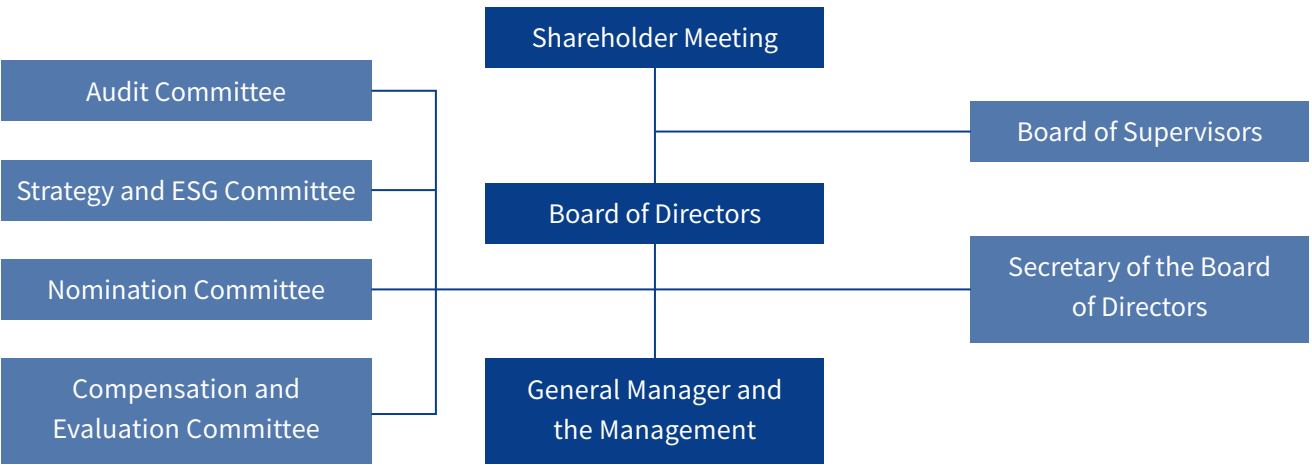 Shareholder Meeting
Audit Committee
Board of Supervisors
Strategy and ESG Committee
Board of Directors
Nomination Committee
Secretary of the Board
of Directors
Compensation and
Evaluation Committee
General Manager and
the Management